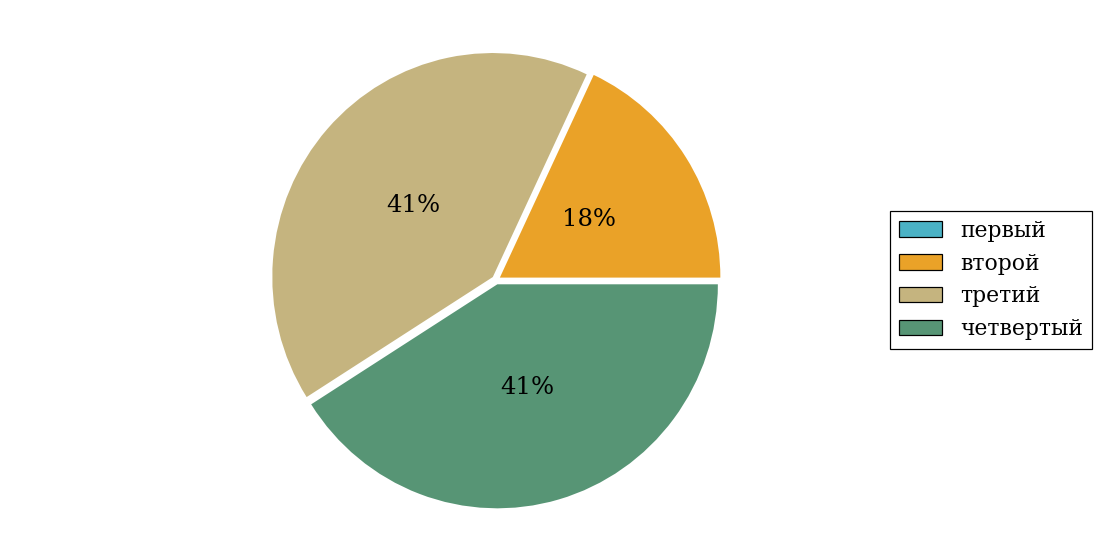 41%
18%
41%
первый
второй
третий
четвертый